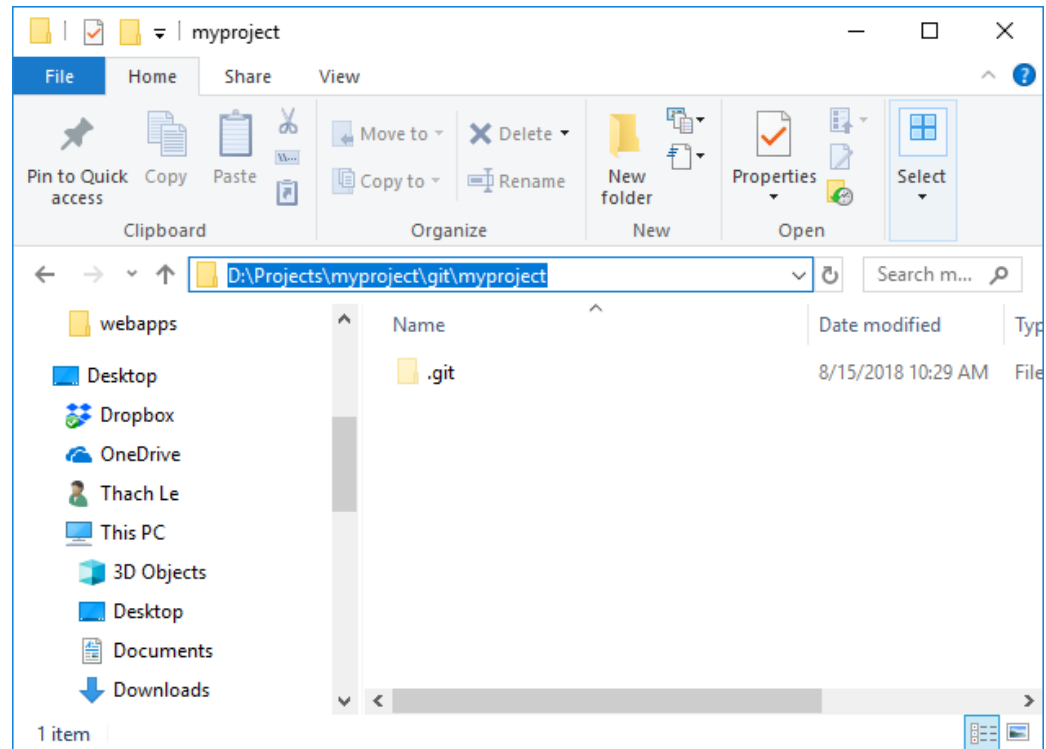 myproject
File Home Share View
Pin to Quick access
Copy
Paste
Clipboard
Move to
Copy to
Delete
Rename
Organize
New folder
New
Properties
Open
Select
D:\Projects\myproject\git\myproject
Search m...
webapps
Desktop
Dropbox
OneDrive
Thach Le
This PC
3D Objects
Desktop
Documents
Downloads
Name Date modified Typ
.git 8/15/2018 10:29 AM File
1 item